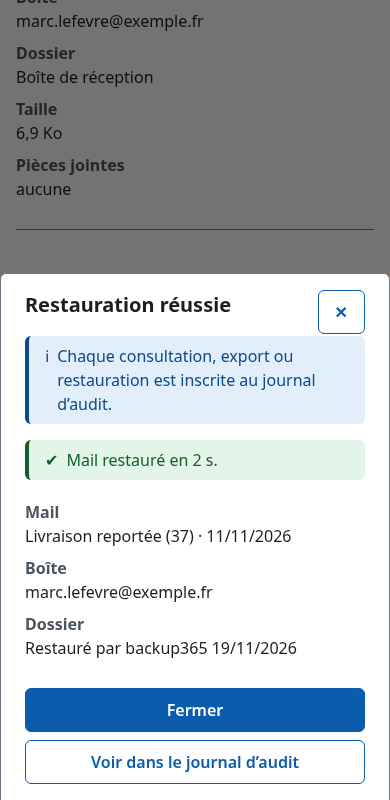 marc.lefevre@exemple.fr
Dossier
Boîte de réception
Taille
6,9 Ko
Pièces jointes
aucune
Restauration réussie
×
i Chaque consultation, export ou
restauration est inscrite au journal
d’audit.
✔ Mail restauré en 2 s.
Mail
Livraison reportée (37) · 11/11/2026
Boîte
marc.lefevre@exemple.fr
Dossier
Restauré par backup365 19/11/2026
Fermer
Voir dans le journal d’audit